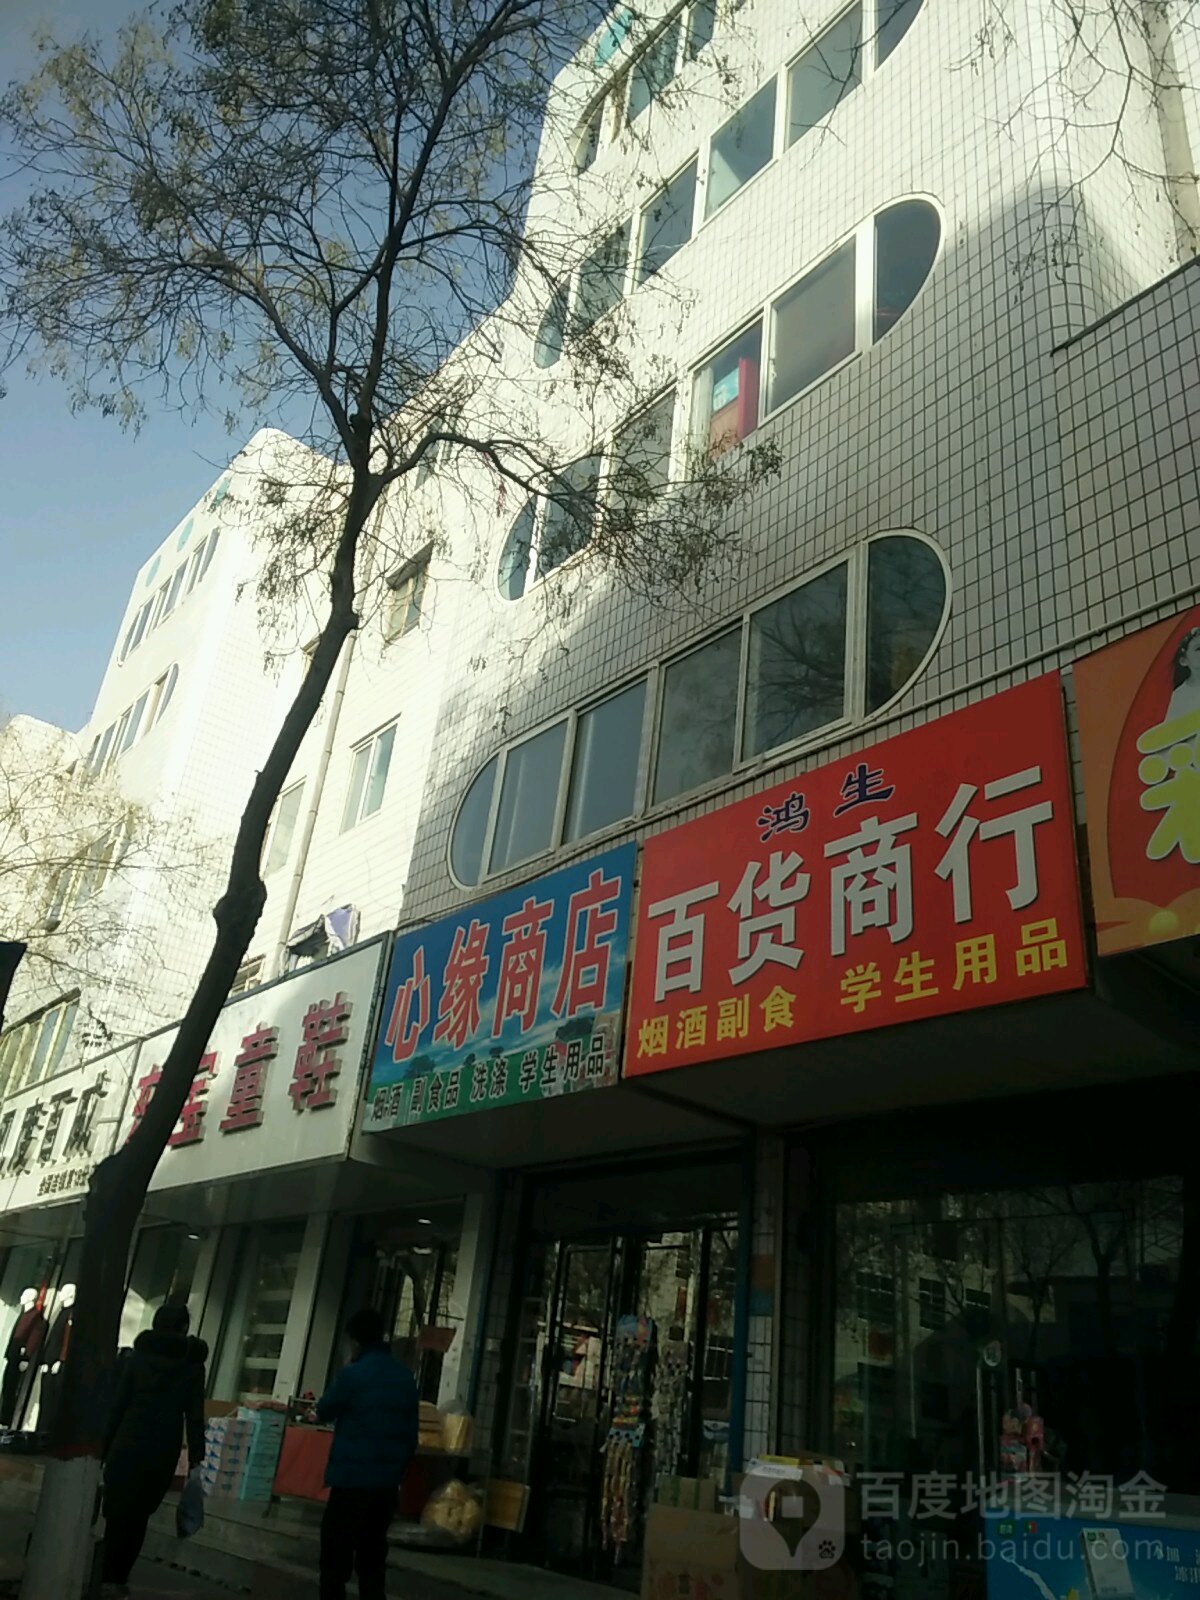 鸿生
百货商行
烟酒副食 学生用品
心缘商店
烟酒 副食品 洗涤 学生用品
宝童鞋
百度地图淘金
taojin.baidu.com